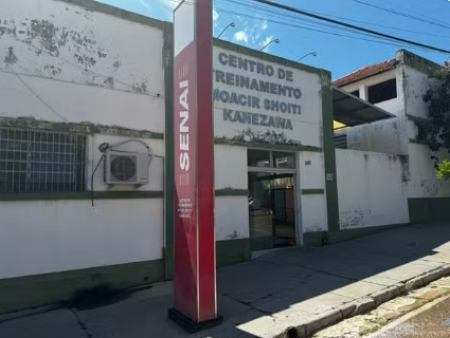 SENAI
CENTRO DE
TREINAMENTO
MOACIR SHOITI
KANEZAWA